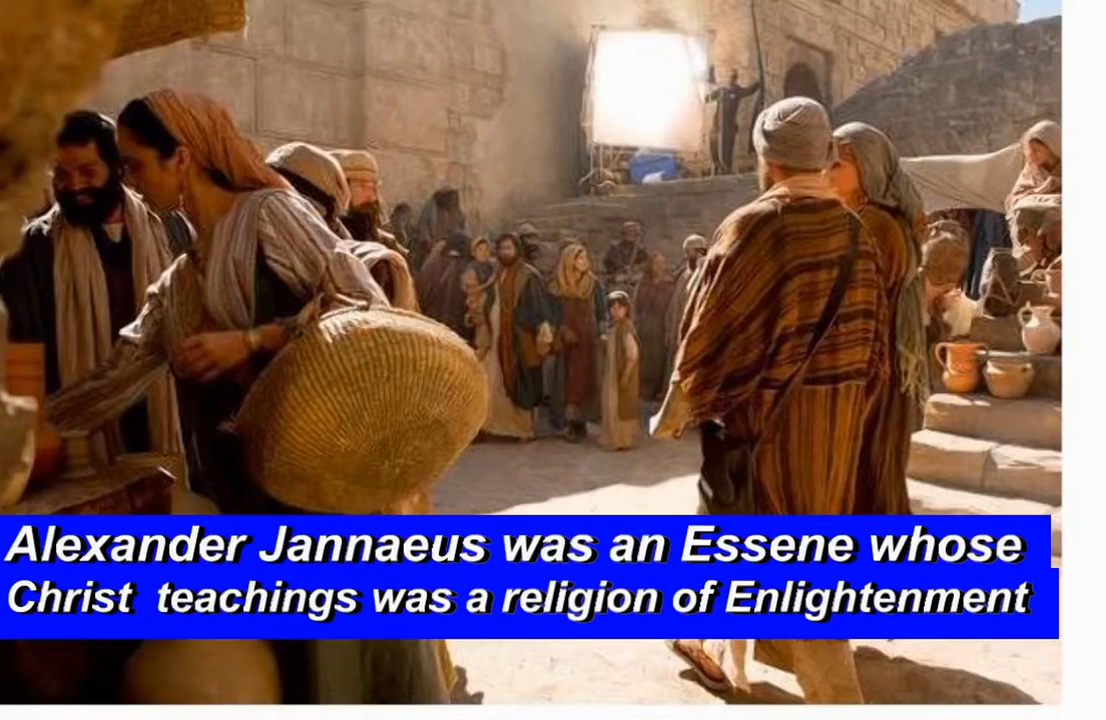 Alexander Jannaeus was an Essene whose
Christ teachings was a religion of Enlightenment